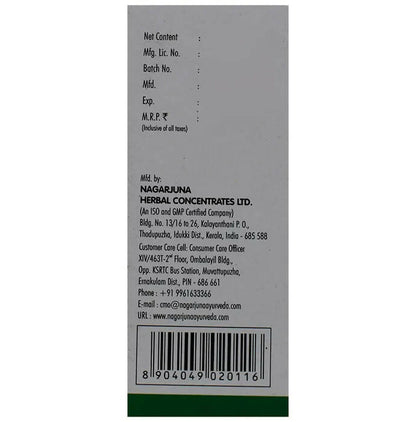 Net Content :
Mfg. Lic. No. :
Batch No. :
Mfd. :
Exp. :
M.R.P. ₹ :
(Inclusive of all taxes)
Mfd. by:
NAGARJUNA
HERBAL CONCENTRATES LTD.
(An ISO and GMP Certified Company)
Bldg. No. 13/16 to 26, Kalayanthani P. O.,
Thodupuzha, Idukki Dist., Kerala, India - 685 588
Customer Care Cell: Consumer Care Officer
XIV/463T-2nd Floor, Ombalayil Bldg.,
Opp. KSRTC Bus Station, Muvattupuzha,
Ernakulam Dist., PIN - 686 661
Phone : +91 9961633366
E-mail : cmo@nagarjunaayurveda.com
URL : www.nagarjunaayurveda.com
8 904049 020116